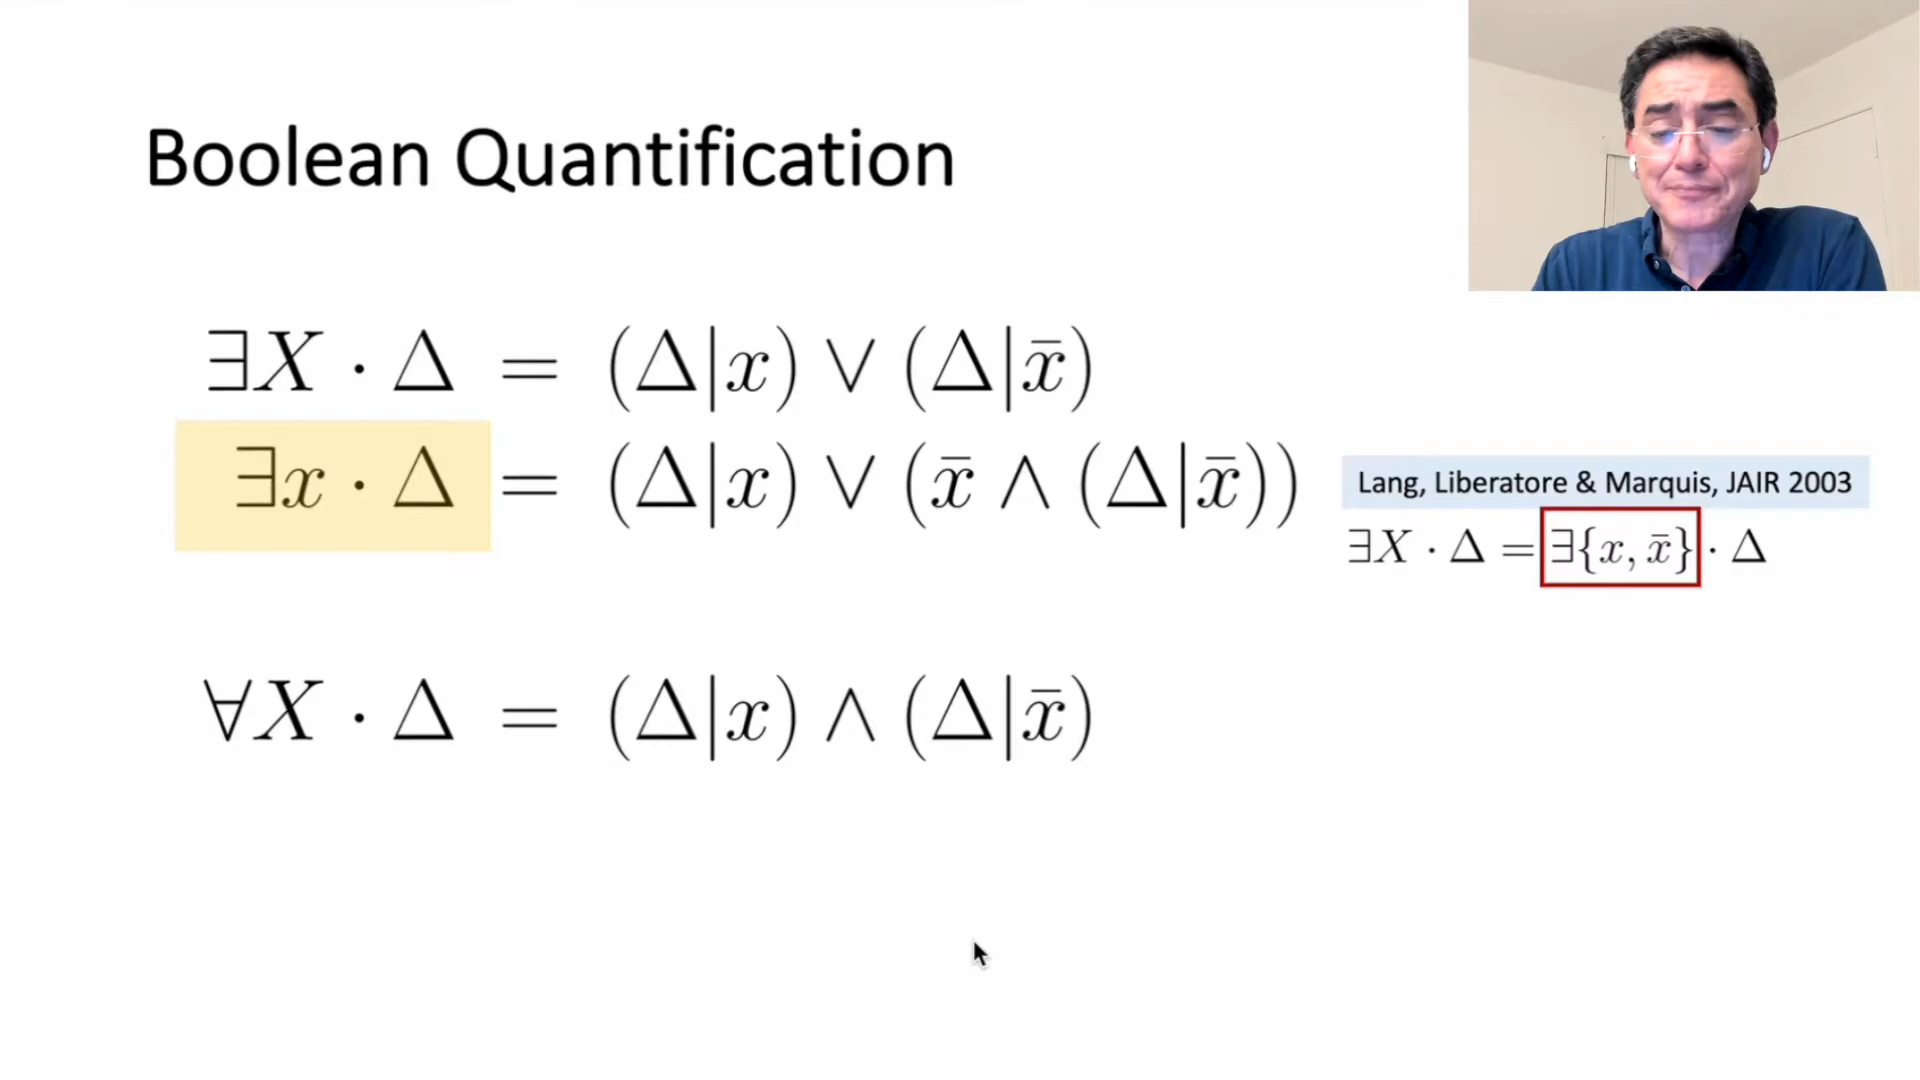 Boolean Quantification
∃X · Δ = (Δ|x) ∨ (Δ|x̄)
∃x · Δ = (Δ|x) ∨ (x̄ ∧ (Δ|x̄))
Lang, Liberatore & Marquis, JAIR 2003
∃X · Δ = ∃{x, x̄} · Δ
∀X · Δ = (Δ|x) ∧ (Δ|x̄)